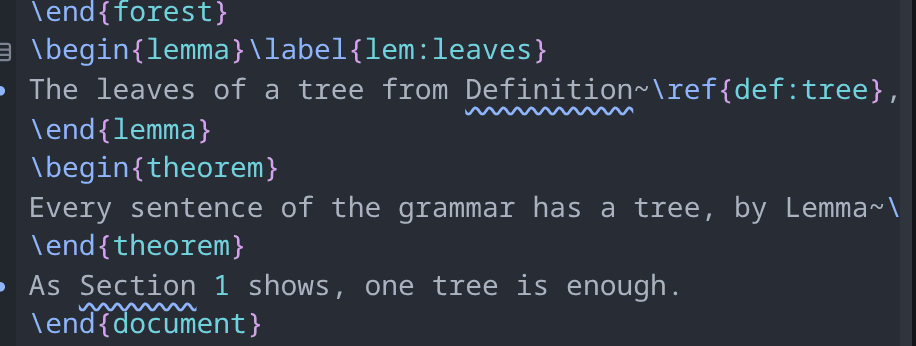 \end{forest}
\begin{lemma}\label{lem:leaves}
The leaves of a tree from Definition~\ref{def:tree},
\end{lemma}
\begin{theorem}
Every sentence of the grammar has a tree, by Lemma~\
\end{theorem}
As Section 1 shows, one tree is enough.
\end{document}